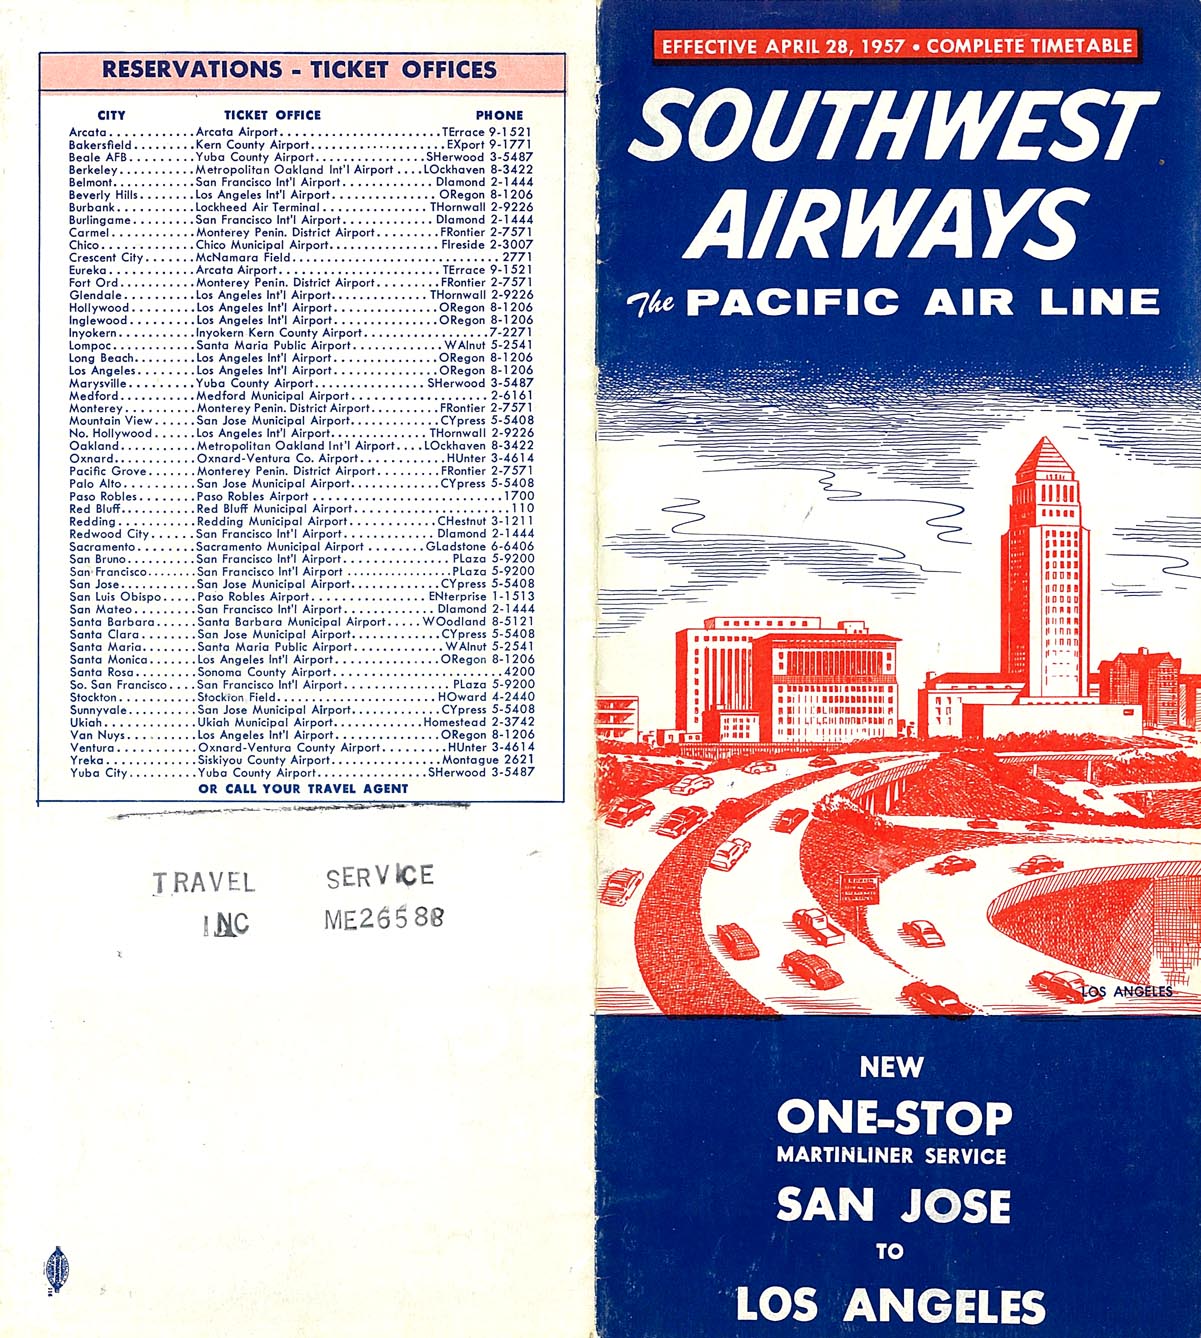 RESERVATIONS - TICKET OFFICES
CITY TICKET OFFICE PHONE
Arcata...........Arcata Airport.......................TErrace 9-1521
Bakersfield........Kern County Airport...................EXport 9-1771
Beale AFB.........Yuba County Airport................SHerwood 3-5487
Berkeley..........Metropolitan Oakland Int'l Airport ....LOckhaven 8-3422
Belmont...........San Francisco Int'l Airport.............DIamond 2-1444
Beverly Hills.......Los Angeles Int'l Airport...............ORegon 8-1206
Burbank...........Lockheed Air Terminal...............THornwall 2-9226
Burlingame........San Francisco Int'l Airport.............DIamond 2-1444
Carmel............Monterey Penin. District Airport.........FRontier 2-7571
Chico.............Chico Municipal Airport................FIreside 2-3007
Crescent City.......McNamara Field..............................2771
Eureka............Arcata Airport.......................TErrace 9-1521
Fort Ord..........Monterey Penin. District Airport.........FRontier 2-7571
Glendale..........Los Angeles Int'l Airport.............THornwall 2-9226
Hollywood.........Los Angeles Int'l Airport...............ORegon 8-1206
Inglewood.........Los Angeles Int'l Airport...............ORegon 8-1206
Inyokern...........Inyokern Kern County Airport..................7-2271
Lompoc............Santa Maria Public Airport..............WAlnut 5-2541
Long Beach.........Los Angeles Int'l Airport...............ORegon 8-1206
Los Angeles........Los Angeles Int'l Airport...............ORegon 8-1206
Marysville..........Yuba County Airport................SHerwood 3-5487
Medford...........Medford Municipal Airport......................2-6161
Monterey..........Monterey Penin. District Airport..........FRontier 2-7571
Mountain View......San Jose Municipal Airport..............CYpress 5-5408
No. Hollywood......Los Angeles Int'l Airport.............THornwall 2-9226
Oakland...........Metropolitan Oakland Int'l Airport....LOckhaven 8-3422
Oxnard............Oxnard-Ventura Co. Airport.............HUnter 3-4614
Pacific Grove.......Monterey Penin. District Airport.........FRontier 2-7571
Palo Alto...........San Jose Municipal Airport..............CYpress 5-5408
Paso Robles........Paso Robles Airport ...........................1700
Red Bluff..........Red Bluff Municipal Airport......................110
Redding...........Redding Municipal Airport.............CHestnut 3-1211
Redwood City.......San Francisco Int'l Airport.............DIamond 2-1444
Sacramento.........Sacramento Municipal Airport ........GLadstone 6-6406
San Bruno..........San Francisco Int'l Airport................PLaza 5-9200
San Francisco.......San Francisco Int'l Airport................PLaza 5-9200
San Jose...........San Jose Municipal Airport..............CYpress 5-5408
San Luis Obispo.....Paso Robles Airport.................ENterprise 1-1513
San Mateo.........San Francisco Int'l Airport.............DIamond 2-1444
Santa Barbara......Santa Barbara Municipal Airport.....WOodland 8-5121
Santa Clara........San Jose Municipal Airport.............CYpress 5-5408
Santa Maria........Santa Maria Public Airport..............WAlnut 5-2541
Santa Monica.......Los Angeles Int'l Airport...............ORegon 8-1206
Santa Rosa.........Sonoma County Airport.........................4200
So. San Francisco....San Francisco Int'l Airport................PLaza 5-9200
Stockton...........Stockton Field.......................HOward 4-2440
Sunnyvale..........San Jose Municipal Airport..............CYpress 5-5408
Ukiah..............Ukiah Municipal Airport.............Homestead 2-3742
Van Nuys..........Los Angeles Int'l Airport...............ORegon 8-1206
Ventura............Oxnard-Ventura County Airport.........HUnter 3-4614
Yreka..............Siskiyou County Airport.............Montague 2621
Yuba City..........Yuba County Airport................SHerwood 3-5487
OR CALL YOUR TRAVEL AGENT
TRAVEL SERVICE
INC ME26588
EFFECTIVE APRIL 28, 1957 • COMPLETE TIMETABLE
SOUTHWEST
AIRWAYS
The PACIFIC AIR LINE
LOS ANGELES
NEW
ONE-STOP
MARTINLINER SERVICE
SAN JOSE
TO
LOS ANGELES